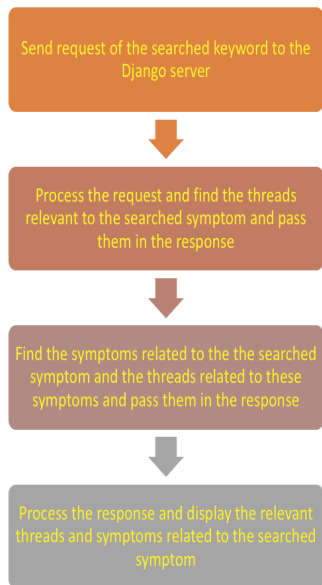 Send request of the searched keyword to the
Django server
Process the request and find the threads
relevant to the searched symptom and pass
them in the response
Find the symptoms related to the the searched
symptom and the threads related to these
symptoms and pass them in the response
Process the response and display the relevant
threads and symptoms related to the searched
symptom